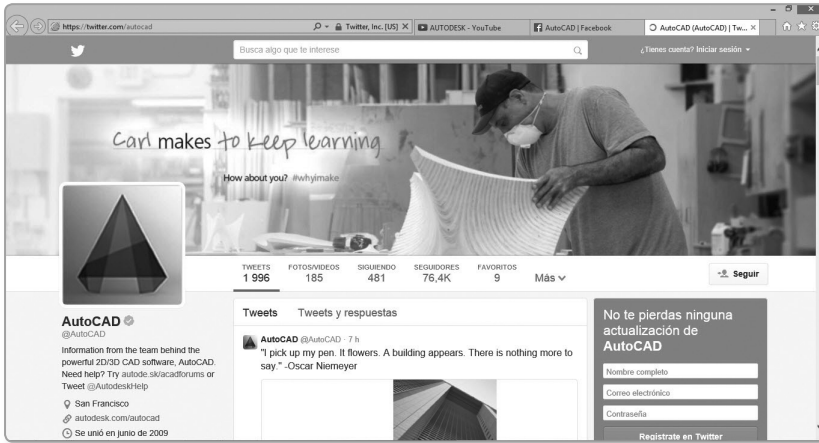 https://twitter.com/autocad
Twitter, Inc. [US]
AUTODESK - YouTube
AutoCAD | Facebook
AutoCAD (AutoCAD) | Tw...
Busca algo que te interese
¿Tienes cuenta? Iniciar sesión
Carl makes to keep learning
How about you? #whyimake
TWEETS FOTOS/VIDEOS SIGUIENDO SEGUIDORES FAVORITOS
1 996 185 481 76,4K 9 Más
Seguir
AutoCAD
@AutoCAD
Information from the team behind the
powerful 2D/3D CAD software, AutoCAD.
Need help? Try autode.sk/acadforums or
Tweet @AutodeskHelp
San Francisco
autodesk.com/autocad
Se unió en junio de 2009
Tweets Tweets y respuestas
AutoCAD @AutoCAD · 7 h
"I pick up my pen. It flowers. A building appears. There is nothing more to
say." -Oscar Niemeyer
No te pierdas ninguna
actualización de
AutoCAD
Nombre completo
Correo electrónico
Contraseña
Regístrate en Twitter